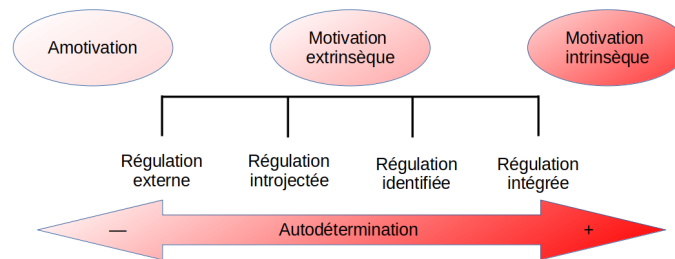 Amotivation
Motivation
extrinsèque
Motivation
intrinsèque
Régulation
externe
Régulation
introjectée
Régulation
identifiée
Régulation
intégrée
— Autodétermination +